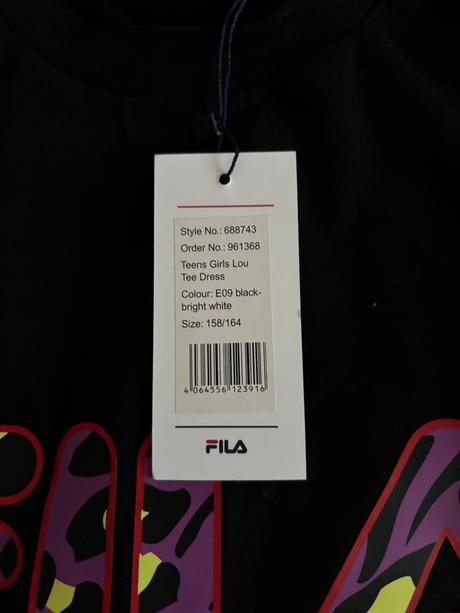 Style No.: 688743
Order No.: 961368
Teens Girls Lou
Tee Dress
Colour: E09 black-
bright white
Size: 158/164
4 064556 123916
FILA
FILA